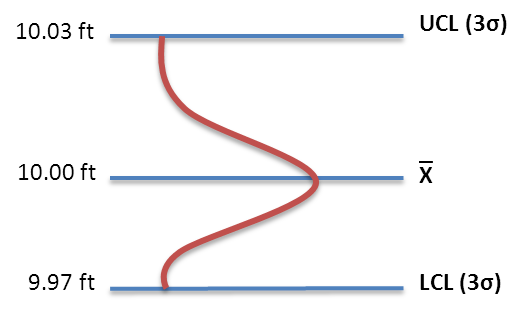 10.03 ft UCL (3σ)
10.00 ft X̅
9.97 ft LCL (3σ)